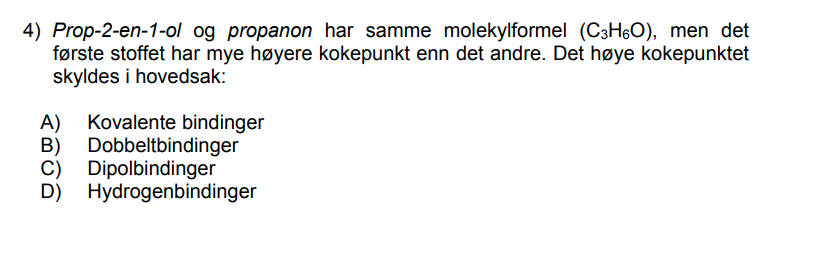 4) Prop-2-en-1-ol og propanon har samme molekylformel (C₃H₆O), men det
første stoffet har mye høyere kokepunkt enn det andre. Det høye kokepunktet
skyldes i hovedsak:
A) Kovalente bindinger
B) Dobbeltbindinger
C) Dipolbindinger
D) Hydrogenbindinger